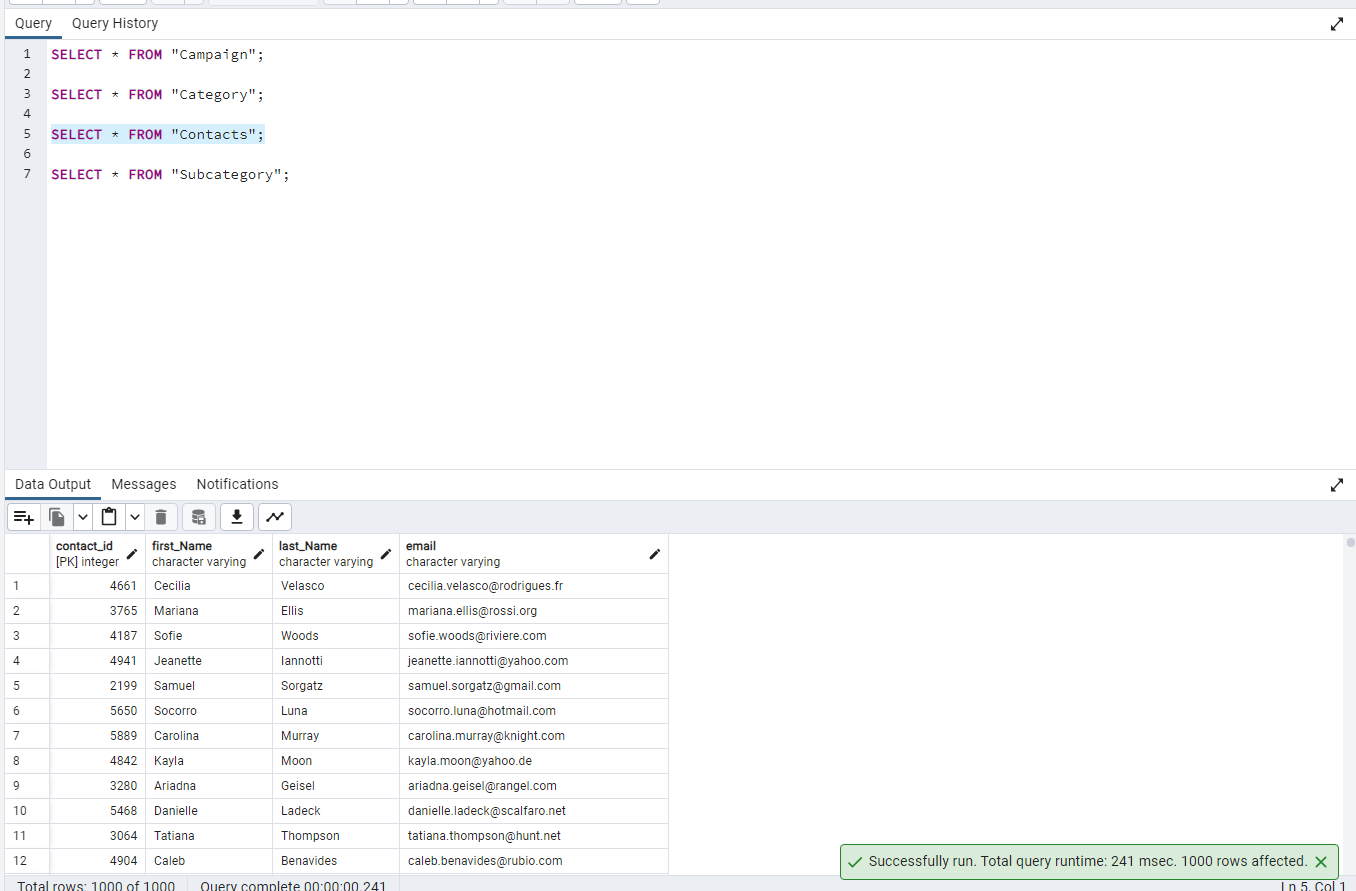 Query Query History
1 SELECT * FROM "Campaign";
2
3 SELECT * FROM "Category";
4
5 SELECT * FROM "Contacts";
6
7 SELECT * FROM "Subcategory";
Data Output Messages Notifications
contact_id first_Name last_Name email
[PK] integer character varying character varying character varying
1 4661 Cecilia Velasco cecilia.velasco@rodrigues.fr
2 3765 Mariana Ellis mariana.ellis@rossi.org
3 4187 Sofie Woods sofie.woods@riviere.com
4 4941 Jeanette Iannotti jeanette.iannotti@yahoo.com
5 2199 Samuel Sorgatz samuel.sorgatz@gmail.com
6 5650 Socorro Luna socorro.luna@hotmail.com
7 5889 Carolina Murray carolina.murray@knight.com
8 4842 Kayla Moon kayla.moon@yahoo.de
9 3280 Ariadna Geisel ariadna.geisel@rangel.com
10 5468 Danielle Ladeck danielle.ladeck@scalfaro.net
11 3064 Tatiana Thompson tatiana.thompson@hunt.net
12 4904 Caleb Benavides caleb.benavides@rubio.com
Successfully run. Total query runtime: 241 msec. 1000 rows affected.
Total rows: 1000 of 1000 Query complete 00:00:00.241 Ln 5, Col 1